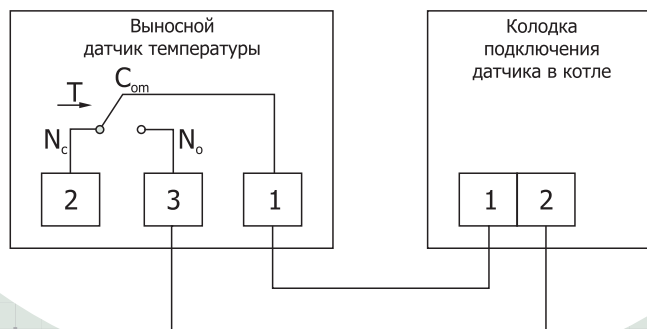 Выносной
датчик температуры
T
Com
Nc
No
2
3
1
Колодка
подключения
датчика в котле
1
2